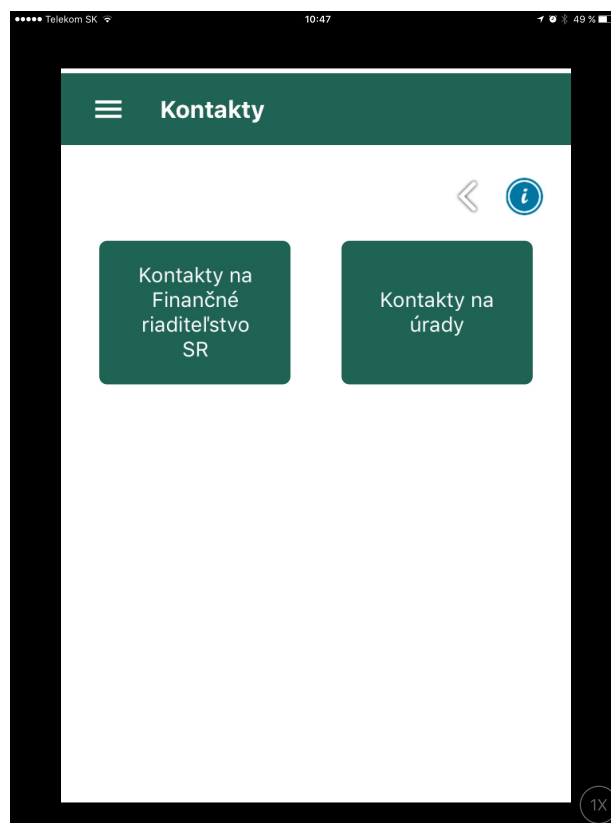 Telekom SK 10:47 49 %
Kontakty
i
Kontakty na
Finančné
riaditeľstvo
SR
Kontakty na
úrady
1X